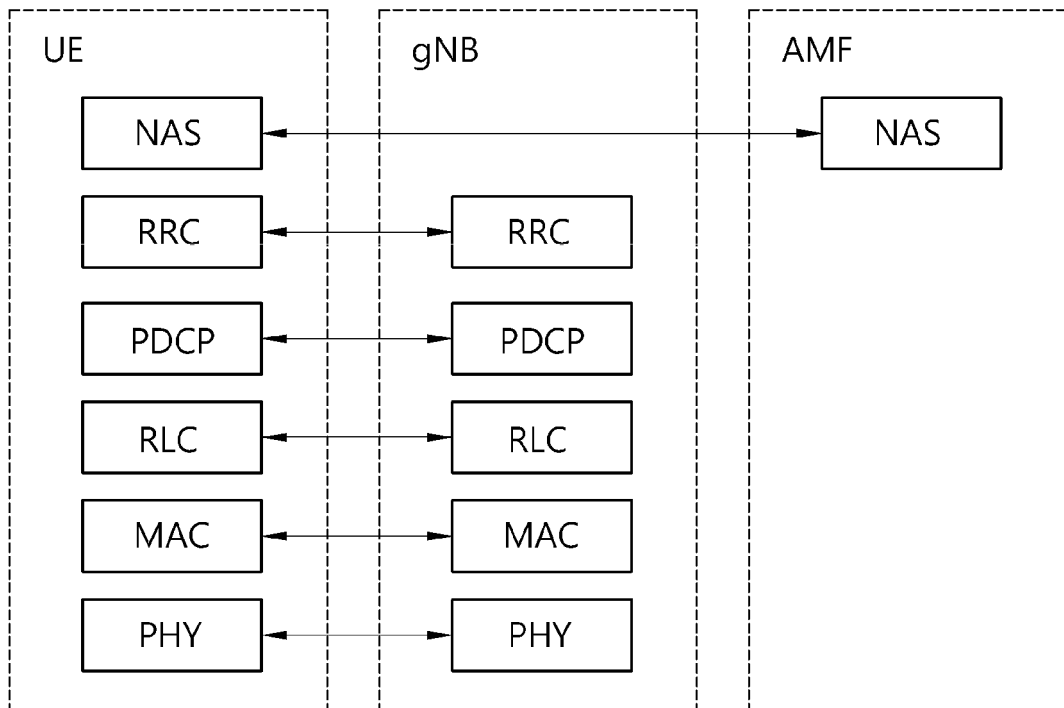 UE gNB AMF
NAS NAS
RRC RRC
PDCP PDCP
RLC RLC
MAC MAC
PHY PHY